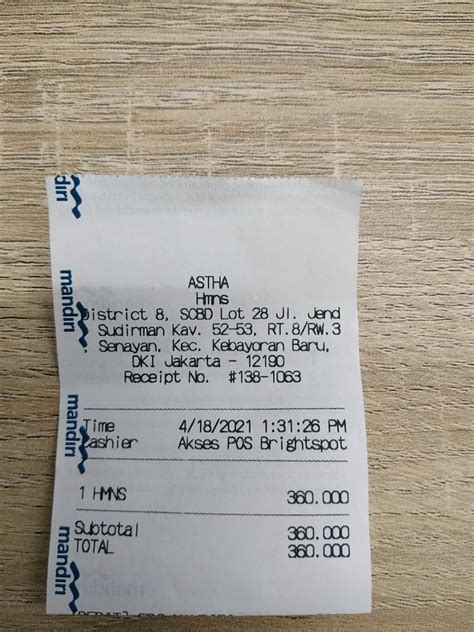 mandiri
mandiri
mandiri
mandiri
ASTHA
Hmns
District 8, SCBD Lot 28 Jl. Jend
Sudirman Kav. 52-53, RT.8/RW.3
Senayan, Kec. Kebayoran Baru,
DKI Jakarta - 12190
Receipt No. #138-1063
Time 4/18/2021 1:31:26 PM
Cashier Akses POS Brightspot
1 HMNS 360.000
Subtotal 360.000
TOTAL 360.000